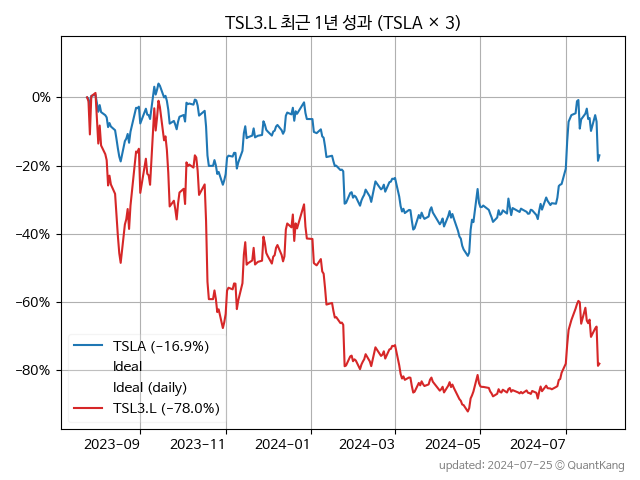 TSL3.L 최근 1년 성과 (TSLA × 3)
0%
−20%
−40%
−60%
−80%
TSLA (−16.9%)
Ideal
Ideal (daily)
TSL3.L (−78.0%)
2023-09
2023-11
2024-01
2024-03
2024-05
2024-07
updated: 2024-07-25 © QuantKang